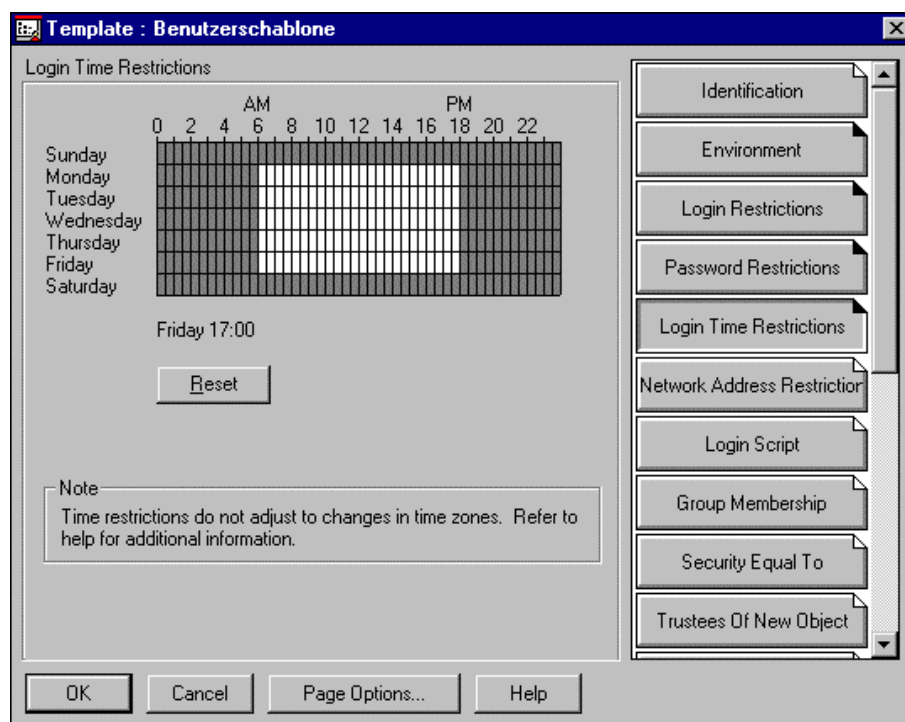 Template : Benutzerschablone
Login Time Restrictions
AM PM
0 2 4 6 8 10 12 14 16 18 20 22
Sunday
Monday
Tuesday
Wednesday
Thursday
Friday
Saturday
Friday 17:00
Reset
Note
Time restrictions do not adjust to changes in time zones. Refer to
help for additional information.
Identification
Environment
Login Restrictions
Password Restrictions
Login Time Restrictions
Network Address Restriction
Login Script
Group Membership
Security Equal To
Trustees Of New Object
OK Cancel Page Options... Help